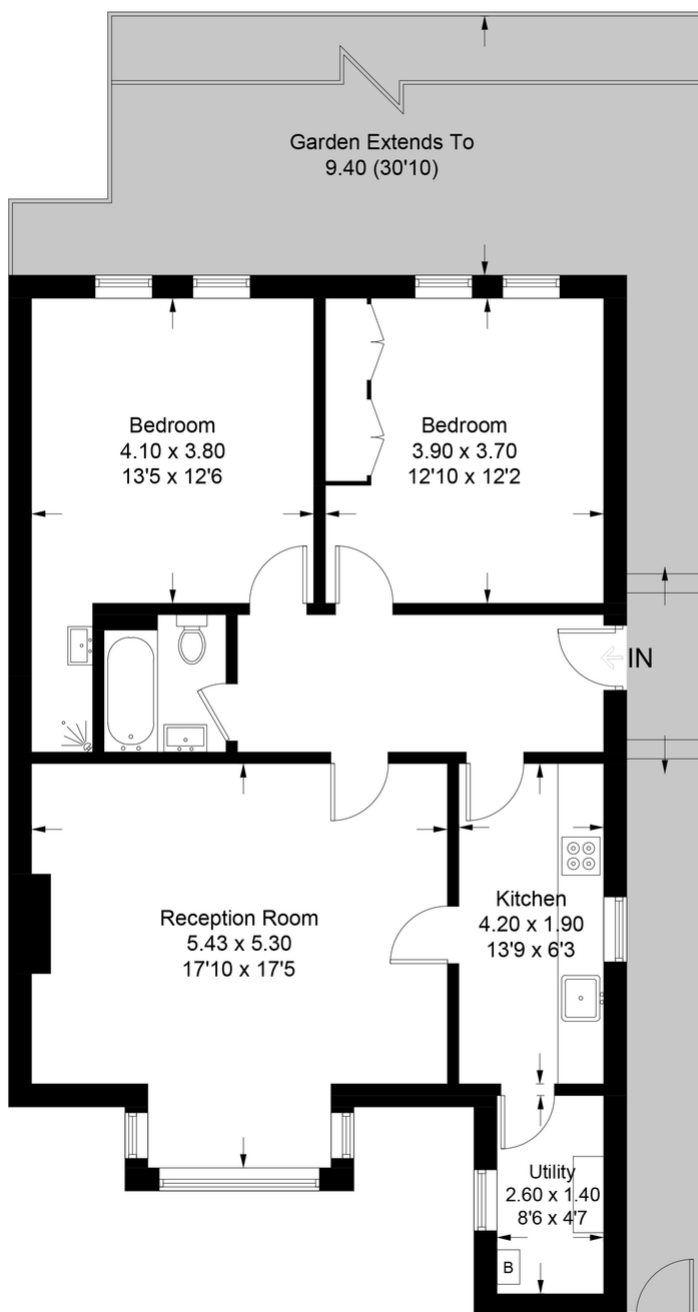 Garden Extends To
9.40 (30'10)
Bedroom
4.10 x 3.80
13'5 x 12'6
Bedroom
3.90 x 3.70
12'10 x 12'2
IN
Reception Room
5.43 x 5.30
17'10 x 17'5
Kitchen
4.20 x 1.90
13'9 x 6'3
Utility
2.60 x 1.40
8'6 x 4'7
B